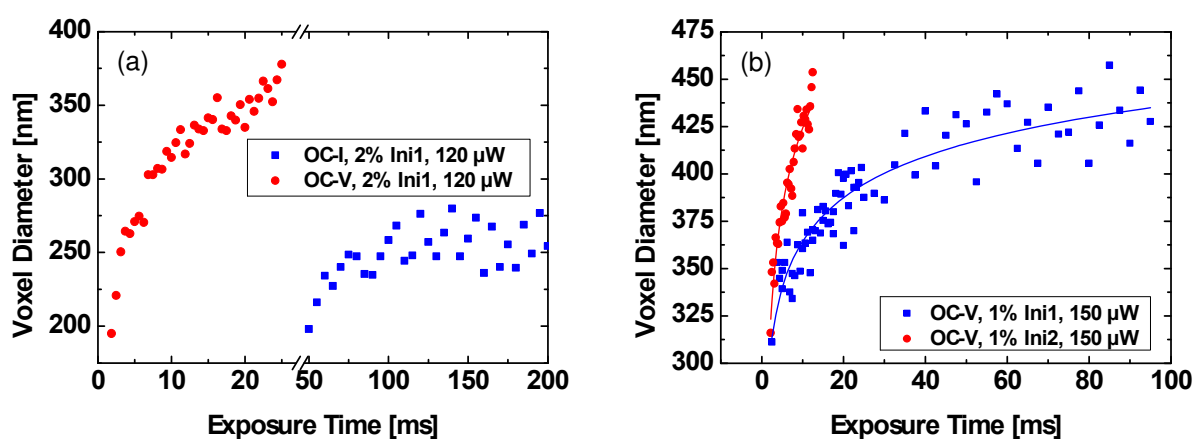 (a)
400
350
300
250
200
Voxel Diameter [nm]
OC-I, 2% Ini1, 120 µW
OC-V, 2% Ini1, 120 µW
0 10 20 50 100 150 200
Exposure Time [ms]
(b)
475
450
425
400
375
350
325
300
Voxel Diameter [nm]
OC-V, 1% Ini1, 150 µW
OC-V, 1% Ini2, 150 µW
0 20 40 60 80 100
Exposure Time [ms]